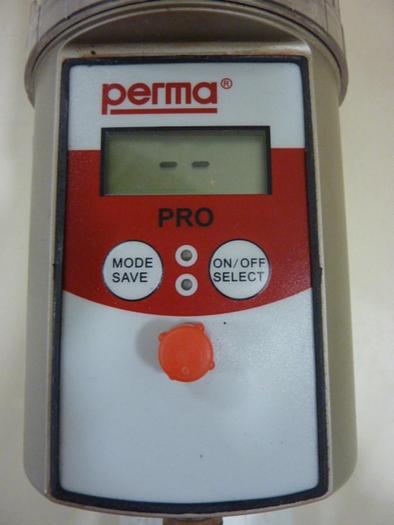 perma®
- -
PRO
MODE
SAVE
ON/OFF
SELECT